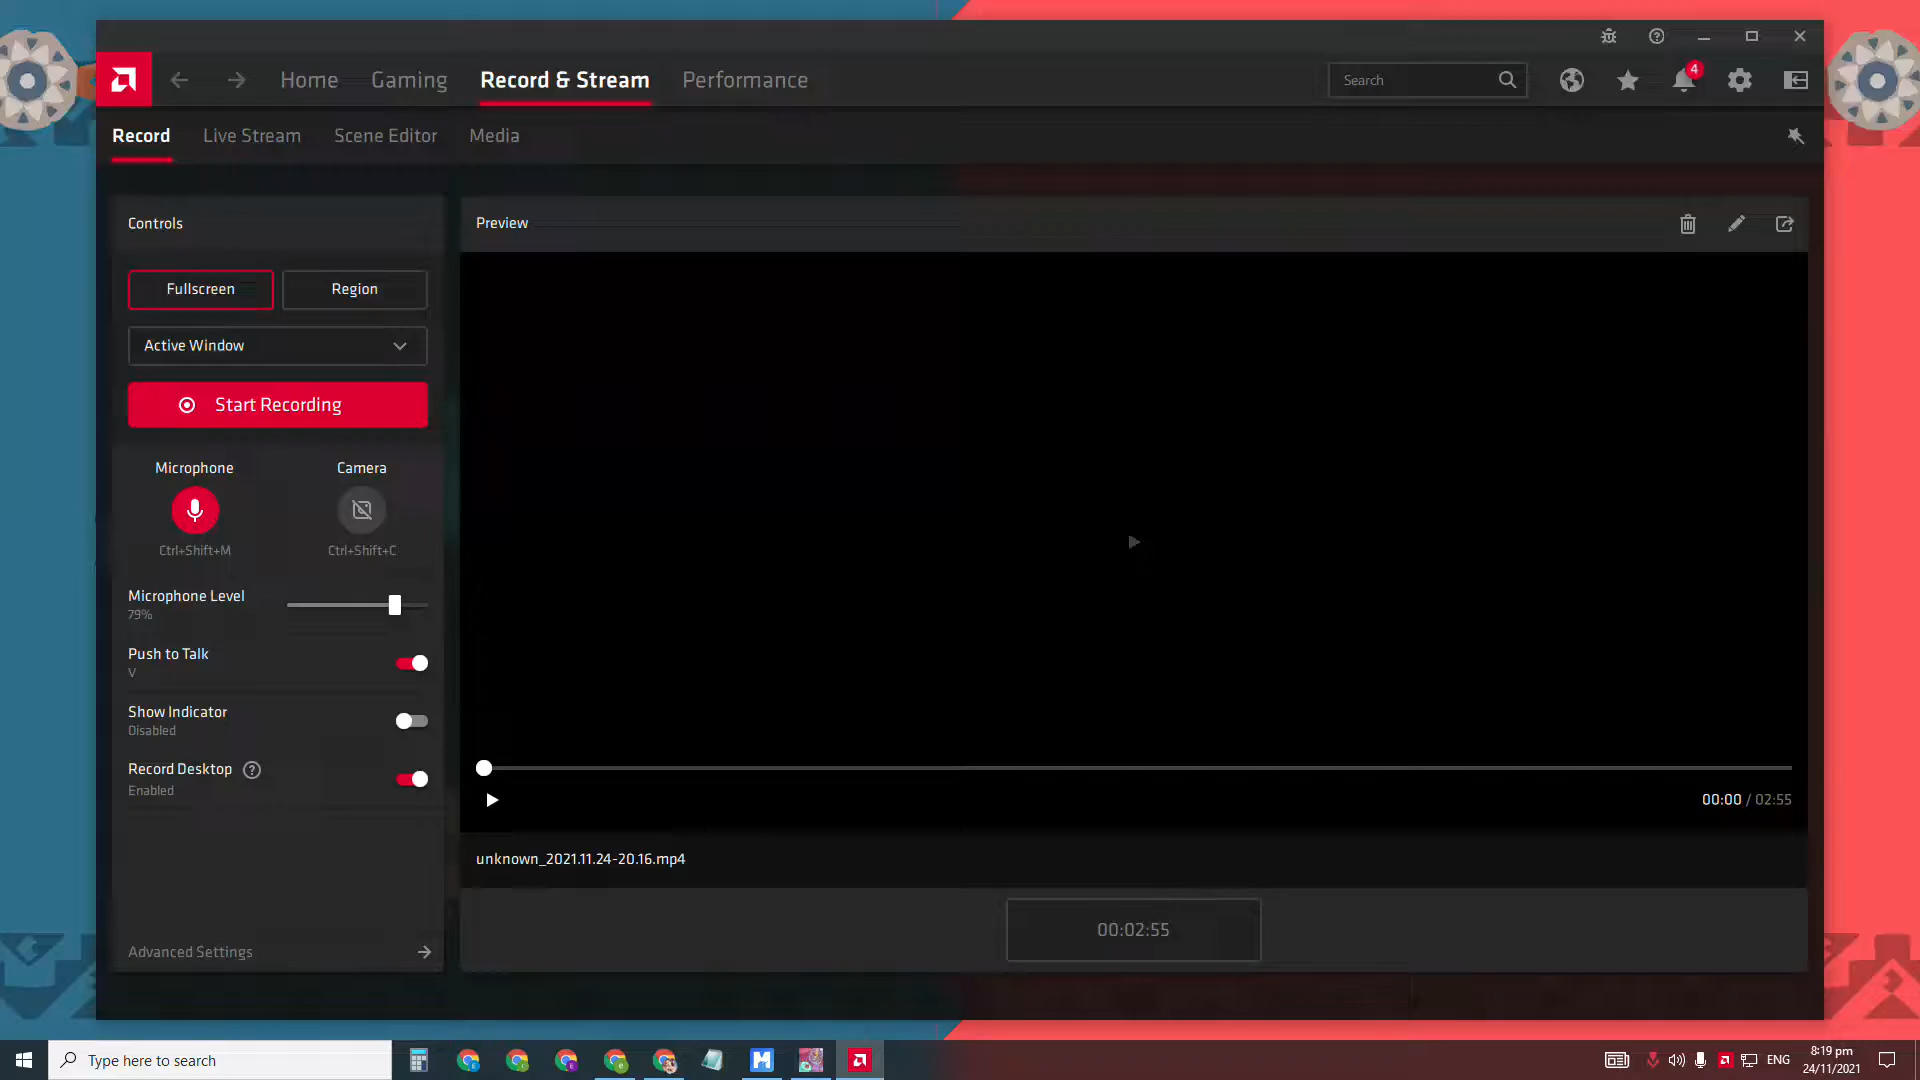 Home Gaming Record & Stream Performance Search 4
Record Live Stream Scene Editor Media
Controls
Fullscreen Region
Active Window
Start Recording
Microphone Camera
Ctrl+Shift+M Ctrl+Shift+C
Microphone Level
79%
Push to Talk
V
Show Indicator
Disabled
Record Desktop
Enabled
Advanced Settings
Preview
00:00 / 02:55
unknown_2021.11.24-20.16.mp4
00:02:55
Type here to search
ENG
8:19 pm
24/11/2021